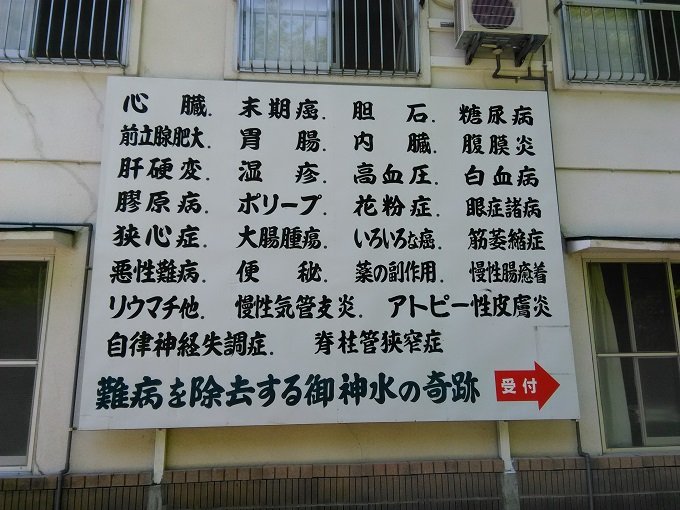 心臓. 末期癌. 胆石. 糖尿病
前立腺肥大. 胃腸. 内臓. 腹膜炎
肝硬変. 湿疹. 高血圧. 白血病
膠原病. ポリープ. 花粉症. 眼症諸病
狭心症. 大腸腫瘍. いろいろな癌. 筋萎縮症
悪性難病. 便秘. 薬の副作用. 慢性腸癒着
リウマチ他. 慢性気管支炎. アトピー性皮膚炎
自律神経失調症. 脊柱管狭窄症
難病を除去する御神水の奇跡 受付